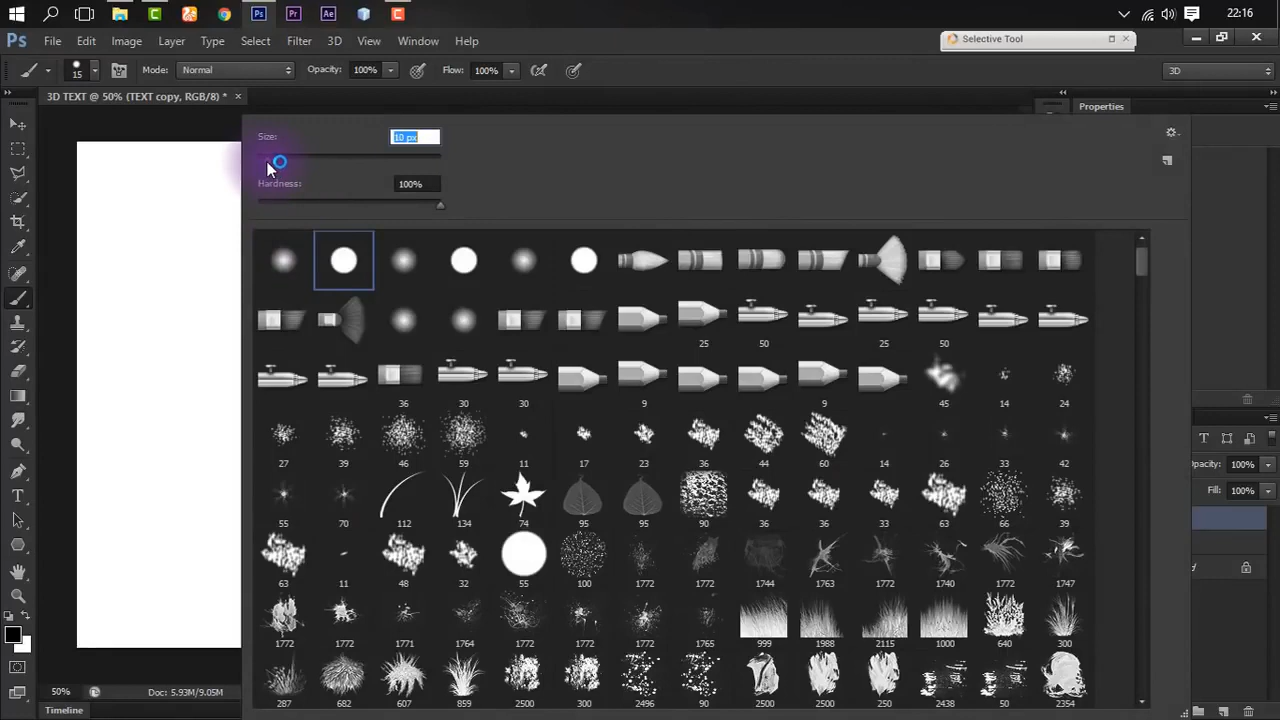 22:16
Ps File Edit Image Layer Type Select Filter 3D View Window Help
Selective Tool
15 Mode: Normal Opacity: 100% Flow: 100% 3D
3D TEXT @ 50% (TEXT copy, RGB/8) * ×
Properties
Size: 10 px
Hardness: 100%
25 50 25 50
36 30 30 9 9 45 14 24
27 39 46 59 11 17 23 36 44 60 14 26 33 42
Opacity: 100%
Fill: 100%
55 70 112 134 74 95 95 90 36 36 33 63 66 39
63 11 48 32 55 100 1772 1772 1744 1763 1772 1740 1772 1747
1772 1772 1771 1764 1772 1772 1772 1765 999 1988 2115 1000 640 300
287 682 607 859 2500 300 2496 90 2500 2500 250 2438 50 2354
50% Doc: 5.93M/9.05M
Timeline